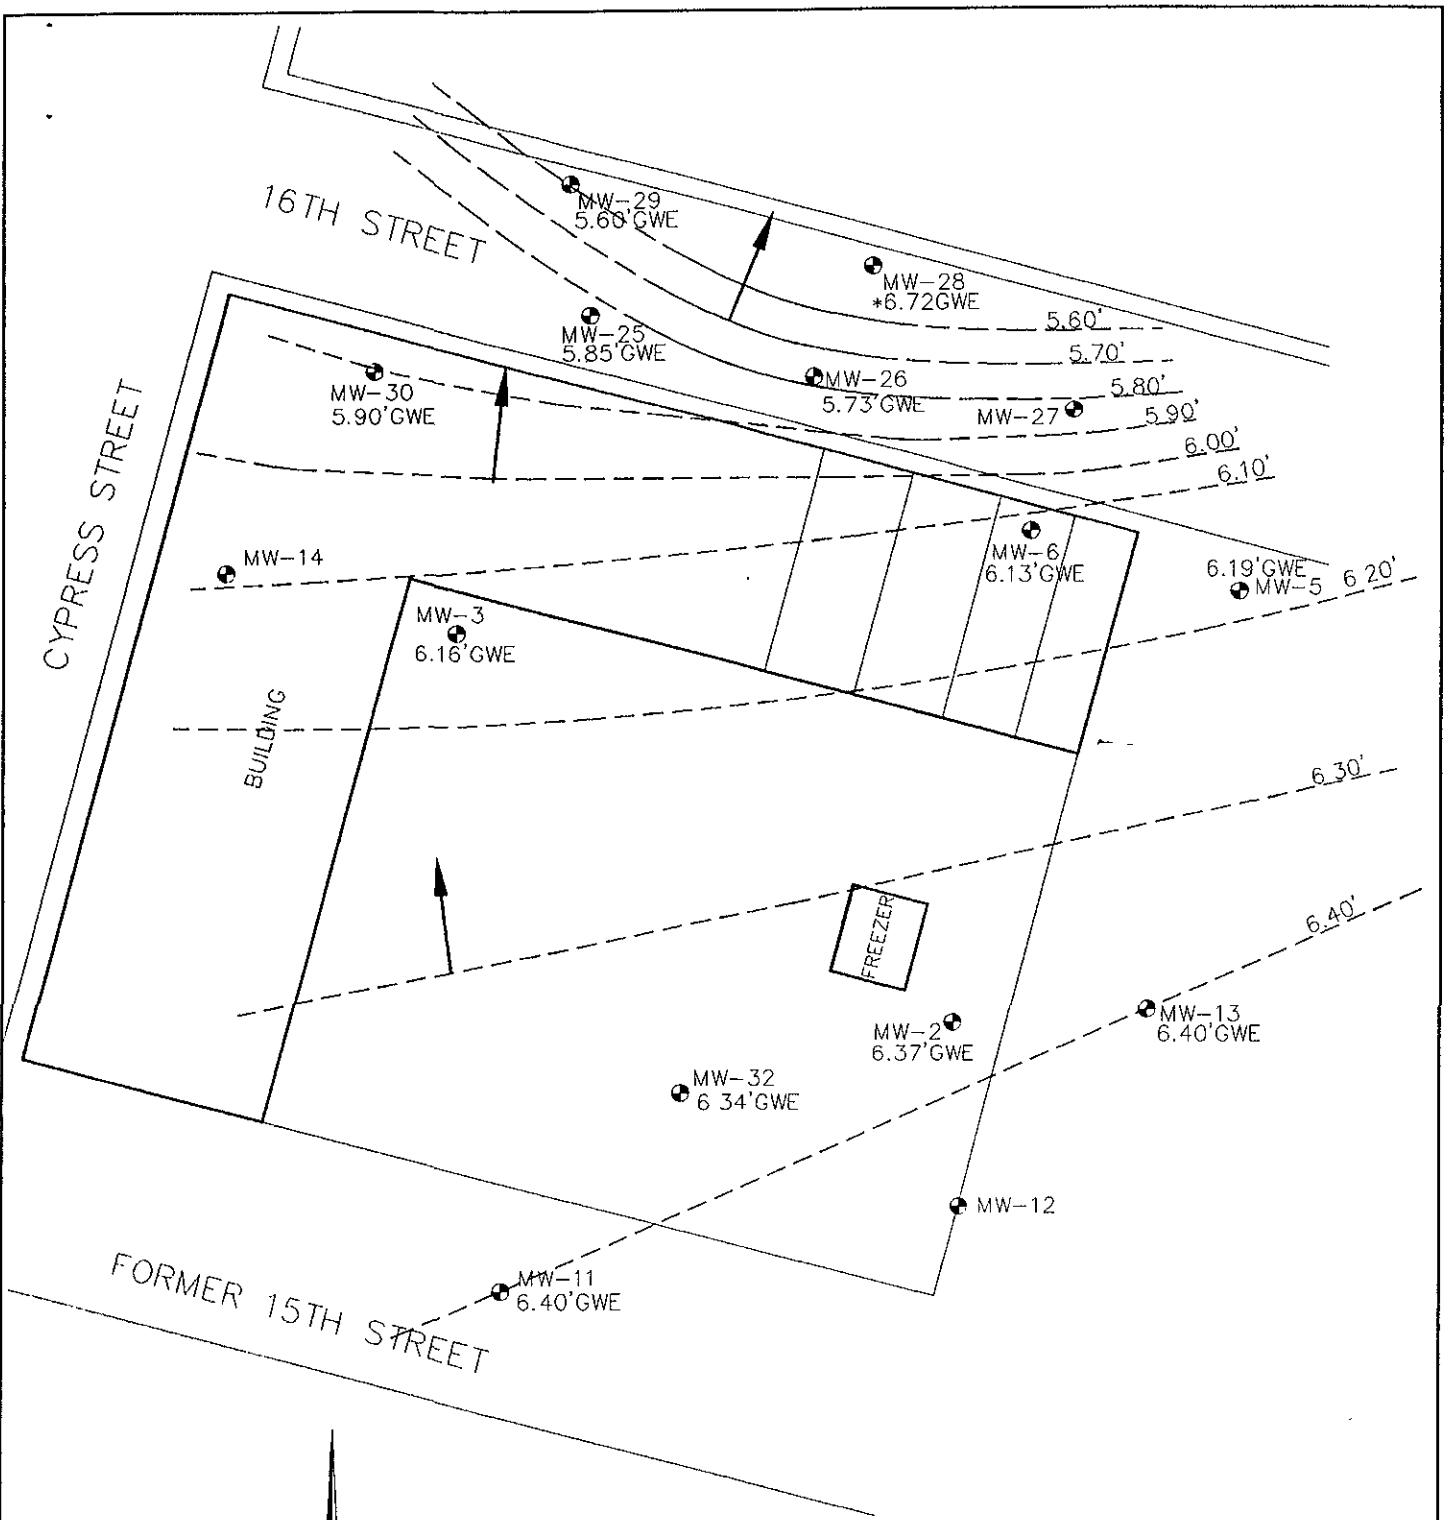 16TH STREET
MW-29
5.60'GWE
MW-28
*6.72GWE
5.60'
MW-25
5.85'GWE
5.70'
MW-30
5.90'GWE
MW-26
5.73'GWE
5.80'
MW-27
5.90'
6.00'
6.10'
CYPRESS STREET
MW-14
MW-6
6.13'GWE
6.19'GWE
MW-5
6 20'
MW-3
6.16'GWE
BUILDING
6 30'
FREEZER
6.40'
MW-2
6.37'GWE
MW-13
6.40'GWE
MW-32
6 34'GWE
MW-12
MW-11
6.40'GWE
FORMER 15TH STREET